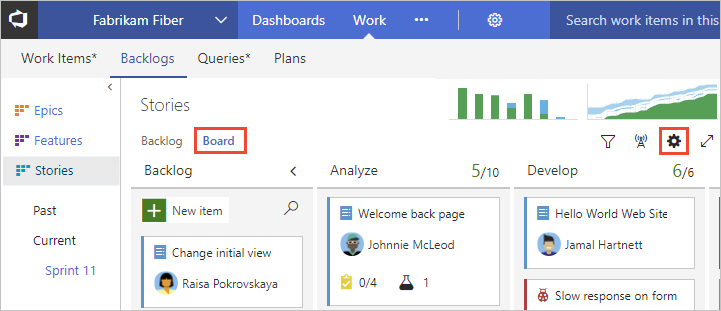 Fabrikam Fiber Dashboards Work ••• Search work items in this
Work Items* Backlogs Queries* Plans
Epics
Features
Stories
Past
Current
Sprint 11
Stories
Backlog Board
Backlog Analyze 5/10 Develop 6/6
New item
Change initial view
Raisa Pokrovskaya
Welcome back page
Johnnie McLeod
0/4 1
Hello World Web Site
Jamal Hartnett
Slow response on form